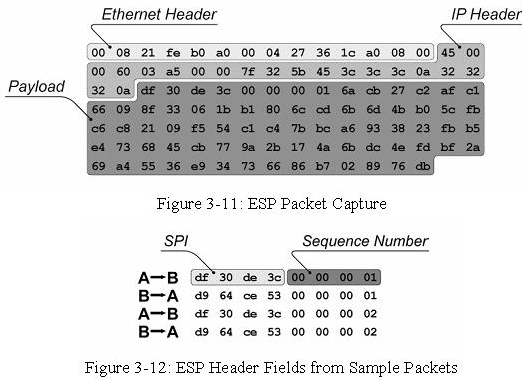 Ethernet Header
IP Header
00 08 21 fe b0 a0 00 04 27 36 1c a0 08 00 45 00
00 60 03 a5 00 00 7f 32 5b 45 3c 3c 3c 0a 32 32
Payload
32 0a df 30 de 3c 00 00 00 01 6a cb 27 c2 af c1
66 09 8f 33 06 1b b1 80 6c cd 6b 6d 4b b0 5c fb
c6 c8 21 09 f5 54 c1 c4 7b bc a6 93 38 23 fb b5
e4 73 68 45 cb 77 9a 2b 17 4a 6b dc 4e fd bf 2a
69 a4 55 36 e9 34 73 66 86 b7 02 89 76 db
Figure 3-11: ESP Packet Capture
SPI
Sequence Number
A→B df 30 de 3c 00 00 00 01
B→A d9 64 ce 53 00 00 00 01
A→B df 30 de 3c 00 00 00 02
B→A d9 64 ce 53 00 00 00 02
Figure 3-12: ESP Header Fields from Sample Packets